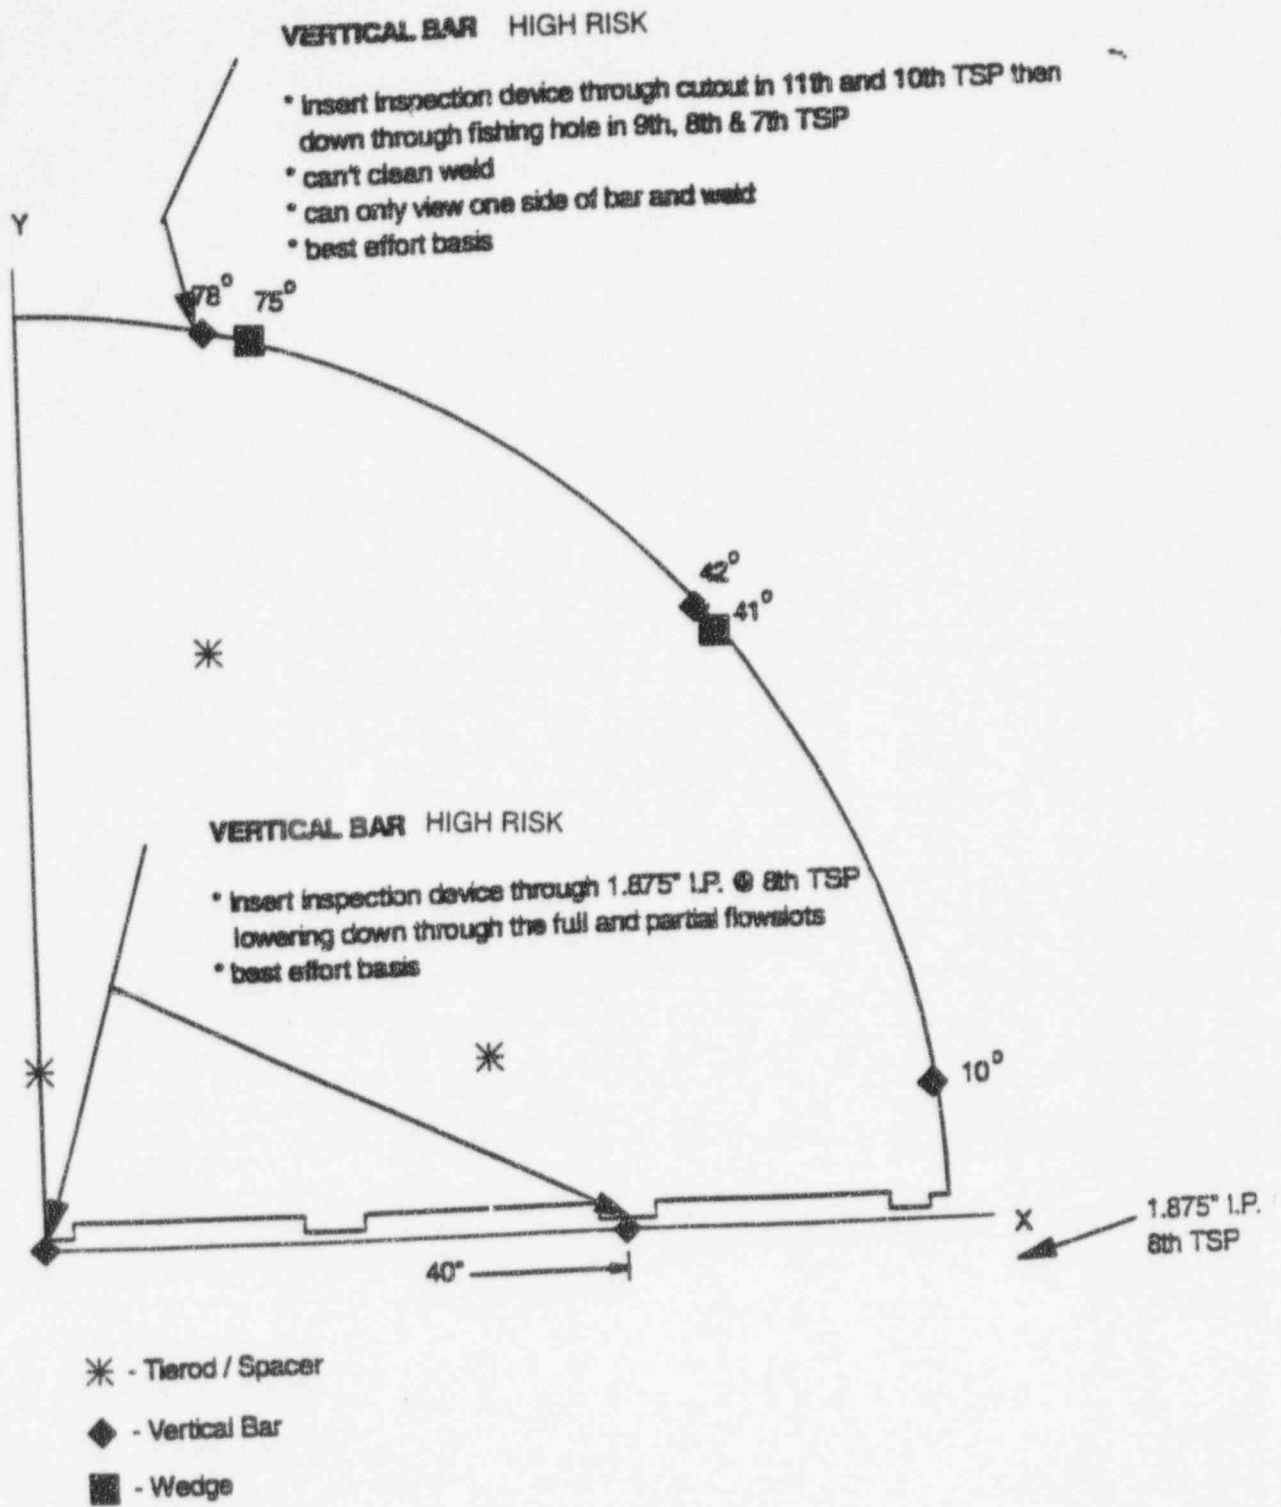 VERTICAL BAR HIGH RISK
* Insert inspection device through cutout in 11th and 10th TSP then
down through fishing hole in 9th, 8th & 7th TSP
* can't clean weld
* can only view one side of bar and weld
* best effort basis
Y
78° 75°
42°
41°
VERTICAL BAR HIGH RISK
* Insert inspection device through 1.875" I.P. @ 8th TSP
lowering down through the full and partial flowslots
* best effort basis
10°
X
1.875" I.P.
8th TSP
40"
- Tierod / Spacer
- Vertical Bar
- Wedge